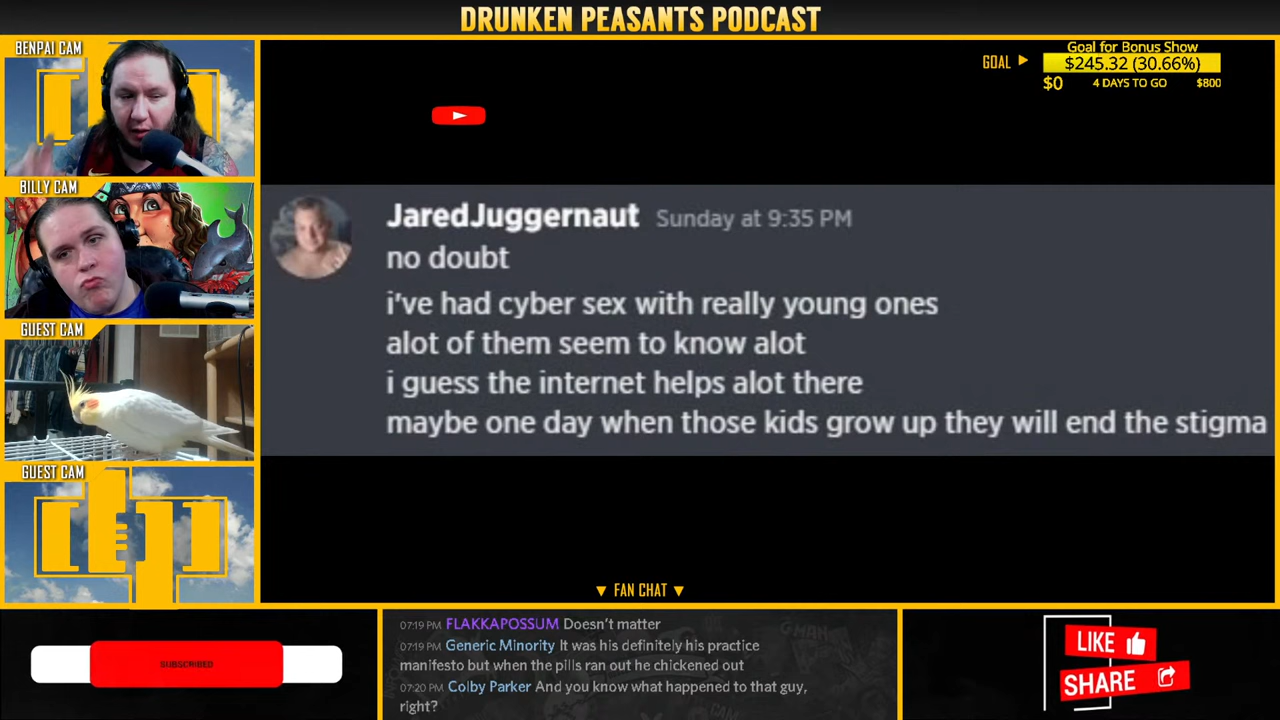 DRUNKEN PEASANTS PODCAST
BENPAI CAM
BILLY CAM
GUEST CAM
GUEST CAM
GOAL ▶
Goal for Bonus Show
$245.32 (30.66%)
$0 4 DAYS TO GO $800
JaredJuggernaut Sunday at 9:35 PM
no doubt
i've had cyber sex with really young ones
alot of them seem to know alot
i guess the internet helps alot there
maybe one day when those kids grow up they will end the stigma
▼ FAN CHAT ▼
SUBSCRIBED
07:19 PM FLAKKAPOSSUM Doesn't matter
07:19 PM Generic Minority It was his definitely his practice
manifesto but when the pills ran out he chickened out
07:20 PM Colby Parker And you know what happened to that guy,
right?
LIKE
SHARE